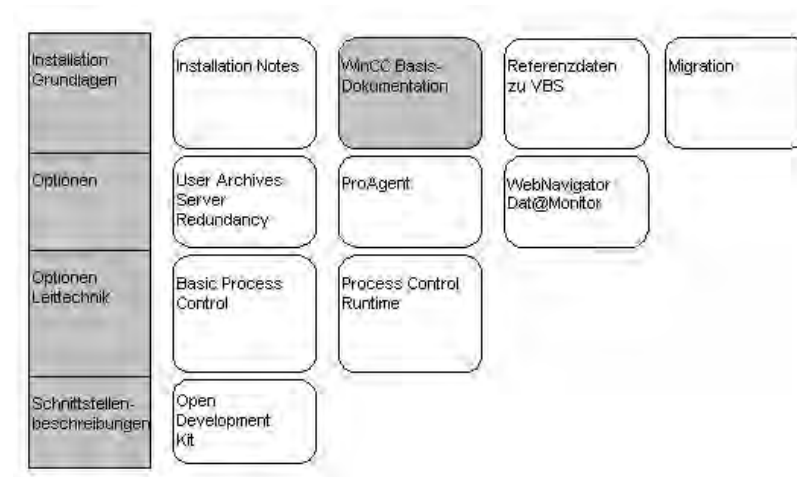 Installation
Grundlagen
Installation Notes
WinCC Basis-
Dokumentation
Referenzdaten
zu VBS
Migration
Optionen
User Archives
Server
Redundancy
ProAgent
WebNavigator
Dat@Monitor
Optionen
Leittechnik
Basic Process
Control
Process Control
Runtime
Schnittstellen-
beschreibungen
Open
Development
Kit